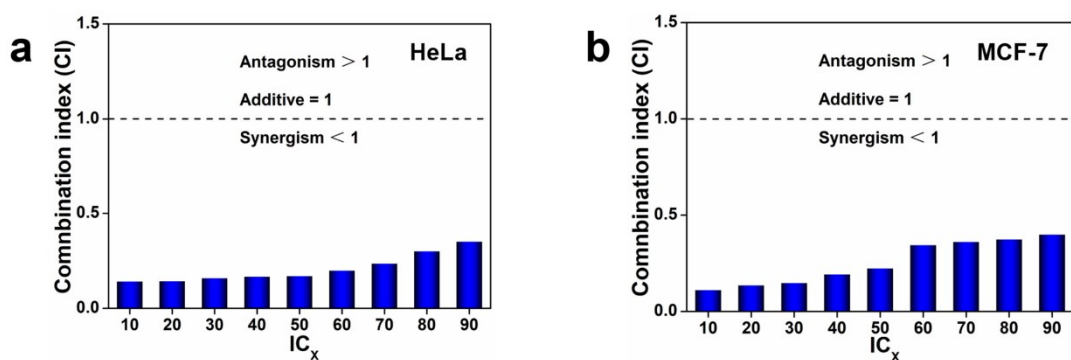 a
HeLa
Comnbination index (CI)
1.5
1.0
0.5
0.0
Antagonism > 1
Additive = 1
Synergism < 1
10 20 30 40 50 60 70 80 90
ICX
b
MCF-7
Comnbination index (CI)
1.5
1.0
0.5
0.0
Antagonism > 1
Additive = 1
Synergism < 1
10 20 30 40 50 60 70 80 90
ICX